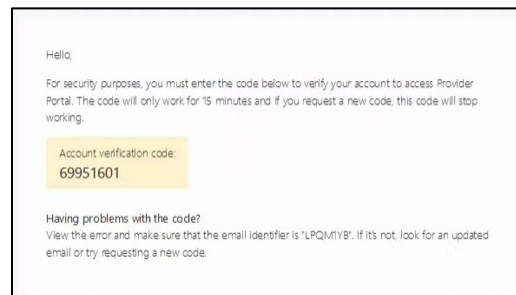 Hello,
For security purposes, you must enter the code below to verify your account to access Provider
Portal. The code will only work for 15 minutes and if you request a new code, this code will stop
working.
Account verification code:
69951601
Having problems with the code?
View the error and make sure that the email identifier is "LPQM1YB". If it's not, look for an updated
email or try requesting a new code.